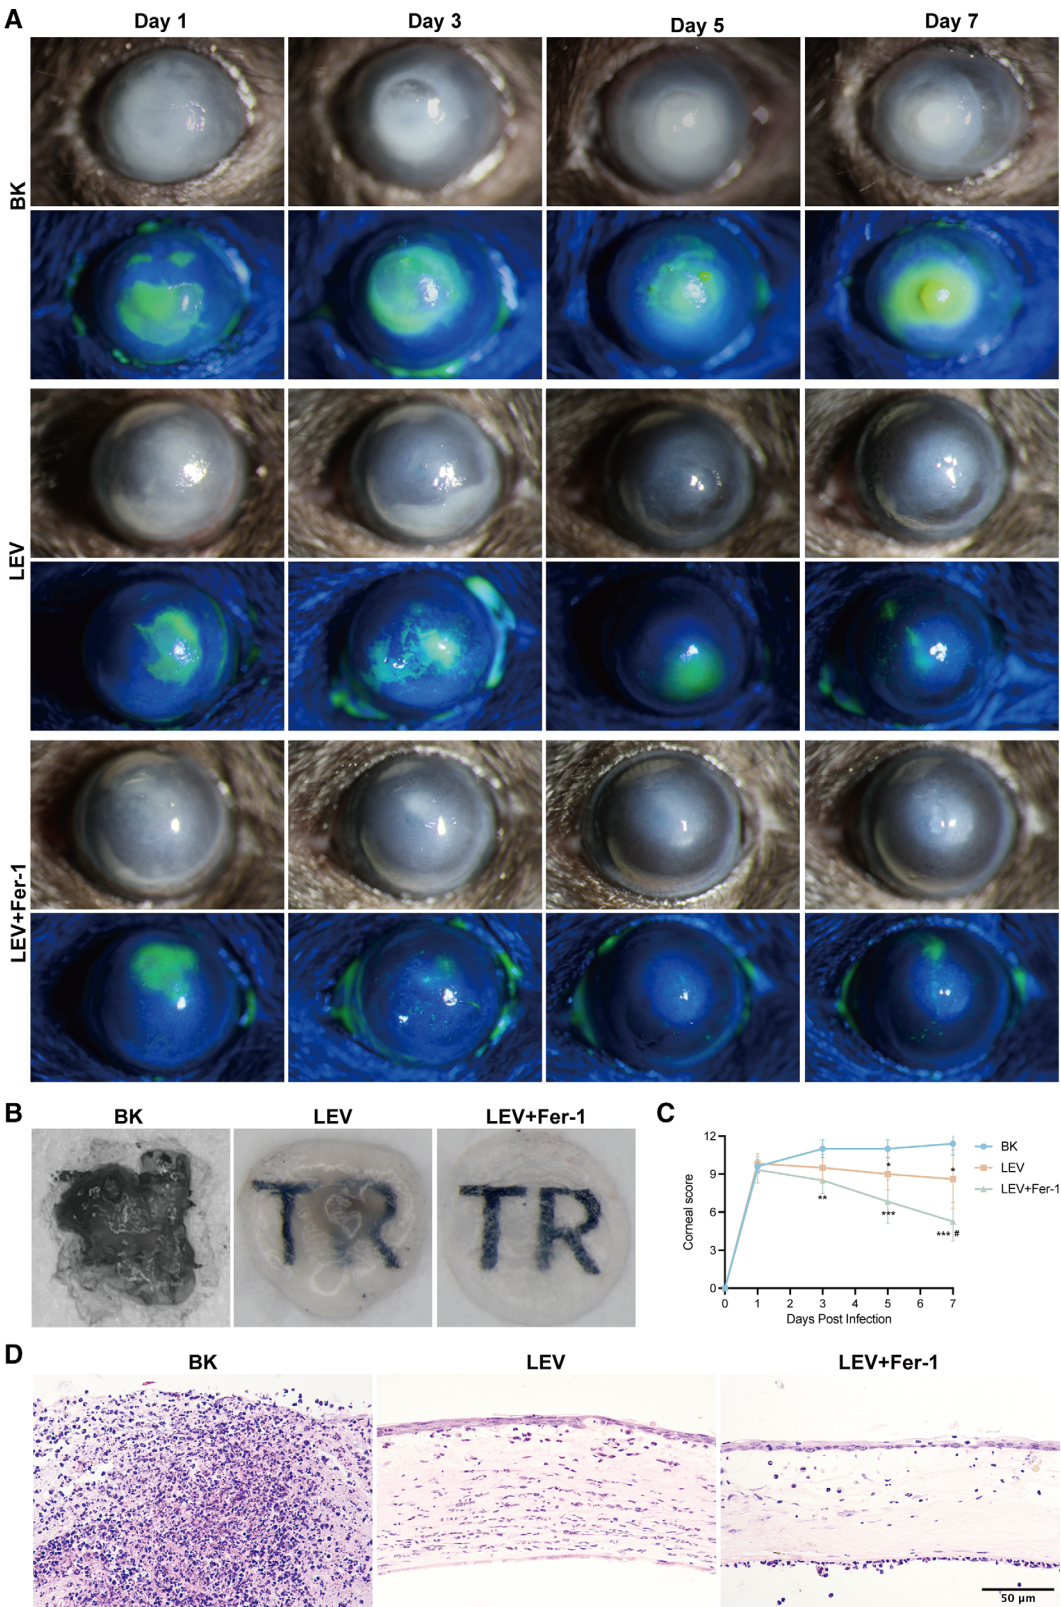 A
Day 1 Day 3 Day 5 Day 7
BK
LEV
LEV+Fer-1
B
BK LEV LEV+Fer-1
TR TR
C
12
9
6
3
0
Corneal score
0 1 2 3 4 5 6 7
Days Post Infection
* *
** *** *** #
BK
LEV
LEV+Fer-1
D
BK LEV LEV+Fer-1
50 µm